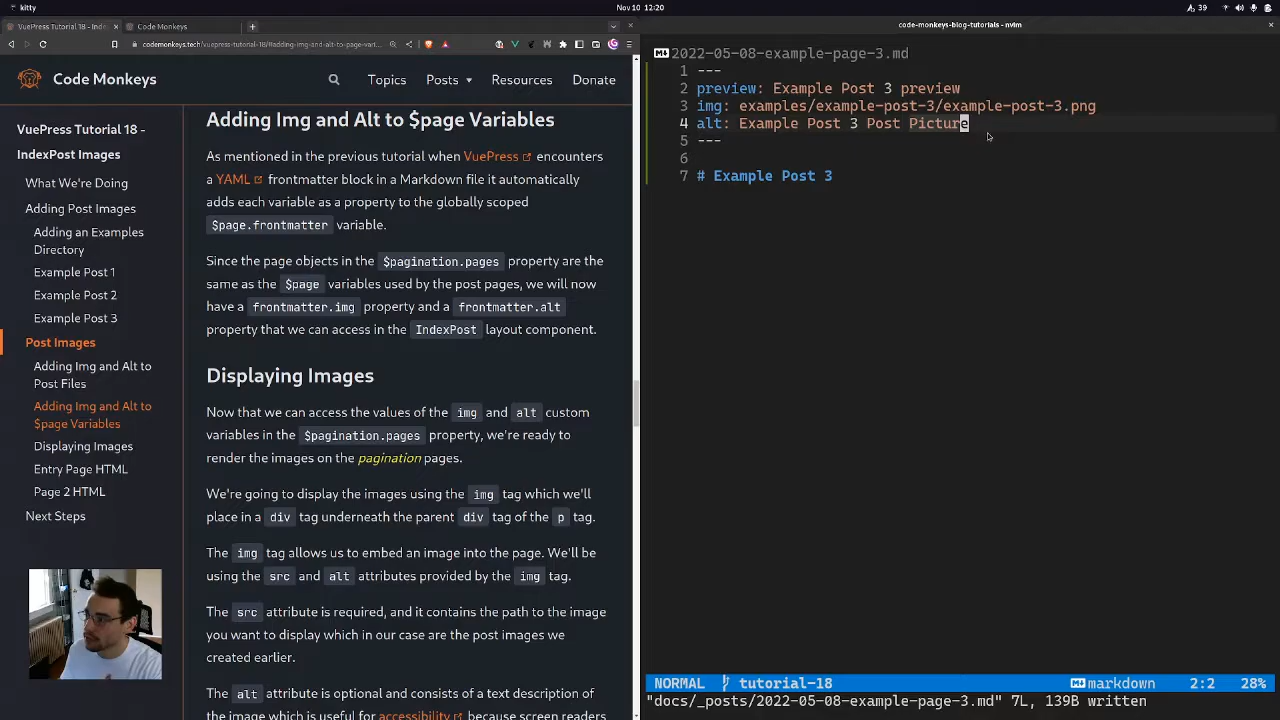 kitty
Nov 10 12:20
39
VuePress Tutorial 18 - Inde
Code Monkeys
code-monkeys-blog-tutorials - nvim
codemonkeys.tech/vuepress-tutorial-18/#adding-img-and-alt-to-page-vari...
Code Monkeys
Topics
Posts
Resources
Donate
VuePress Tutorial 18 -
IndexPost Images
What We're Doing
Adding Post Images
Adding an Examples
Directory
Example Post 1
Example Post 2
Example Post 3
Post Images
Adding Img and Alt to
Post Files
Adding Img and Alt to
$page Variables
Displaying Images
Entry Page HTML
Page 2 HTML
Next Steps
Adding Img and Alt to $page Variables
As mentioned in the previous tutorial when VuePress encounters
a YAML frontmatter block in a Markdown file it automatically
adds each variable as a property to the globally scoped
$page.frontmatter variable.
Since the page objects in the $pagination.pages property are the
same as the $page variables used by the post pages, we will now
have a frontmatter.img property and a frontmatter.alt
property that we can access in the IndexPost layout component.
Displaying Images
Now that we can access the values of the img and alt custom
variables in the $pagination.pages property, we're ready to
render the images on the pagination pages.
We're going to display the images using the img tag which we'll
place in a div tag underneath the parent div tag of the p tag.
The img tag allows us to embed an image into the page. We'll be
using the src and alt attributes provided by the img tag.
The src attribute is required, and it contains the path to the image
you want to display which in our case are the post images we
created earlier.
The alt attribute is optional and consists of a text description of
the image which is useful for accessibility because screen readers
2022-05-08-example-page-3.md
1 ---
2 preview: Example Post 3 preview
3 img: examples/example-post-3/example-post-3.png
4 alt: Example Post 3 Post Picture
5 ---
6
7 # Example Post 3
NORMAL tutorial-18 markdown 2:2 28%
"docs/_posts/2022-05-08-example-page-3.md" 7L, 139B written